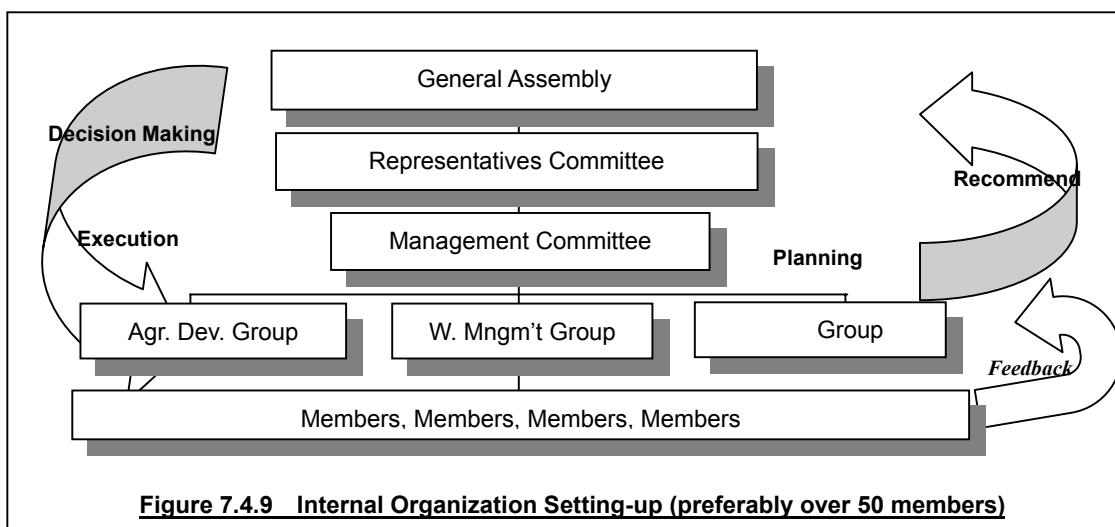 General Assembly
Decision Making
Representatives Committee
Recommend
Execution
Management Committee
Planning
Agr. Dev. Group
W. Mngm't Group
Group
Feedback
Members, Members, Members, Members
Figure 7.4.9 Internal Organization Setting-up (preferably over 50 members)